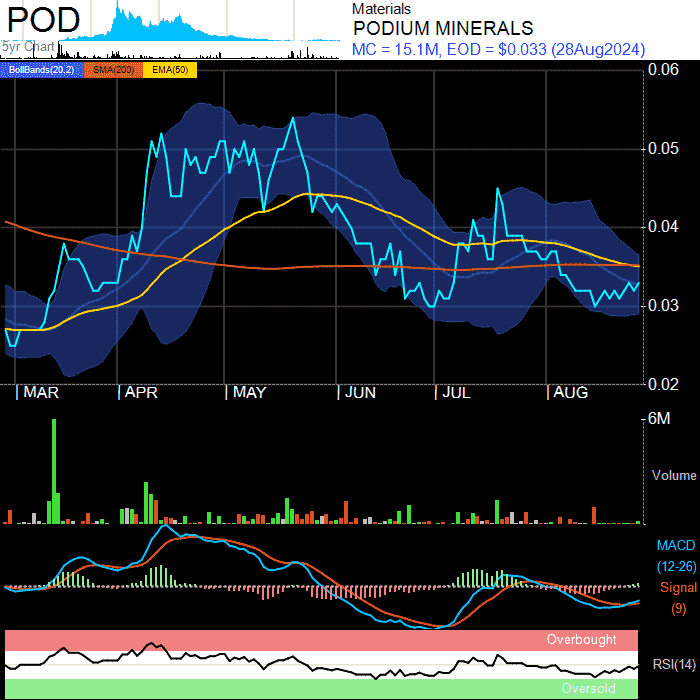 POD
5yr Chart
Materials
PODIUM MINERALS
MC = 15.1M, EOD = $0.033 (28Aug2024)
BollBands(20,2) SMA(200) EMA(50)
0.06
0.05
0.04
0.03
0.02
MAR APR MAY JUN JUL AUG
6M
Volume
MACD
(12-26)
Signal
(9)
Overbought
RSI(14)
Oversold